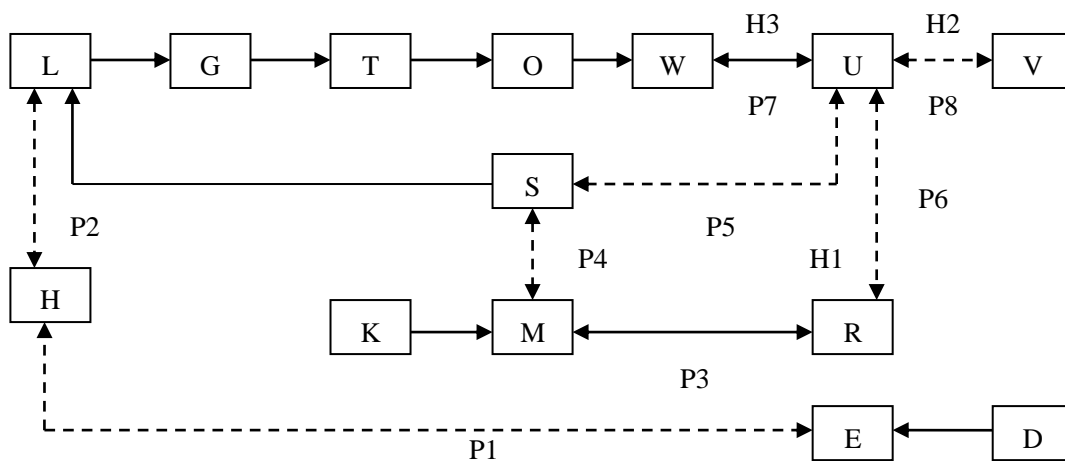 H3 H2
L G T O W U V
P7 P8
S
P2 P5 P6
P4 H1
H
K M R
P3
P1 E D